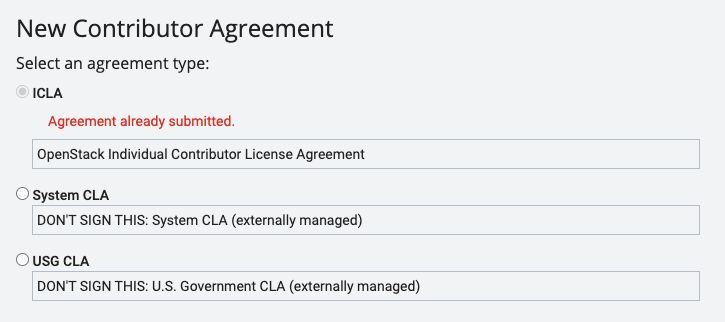 New Contributor Agreement
Select an agreement type:
ICLA
Agreement already submitted.
OpenStack Individual Contributor License Agreement
System CLA
DON'T SIGN THIS: System CLA (externally managed)
USG CLA
DON'T SIGN THIS: U.S. Government CLA (externally managed)